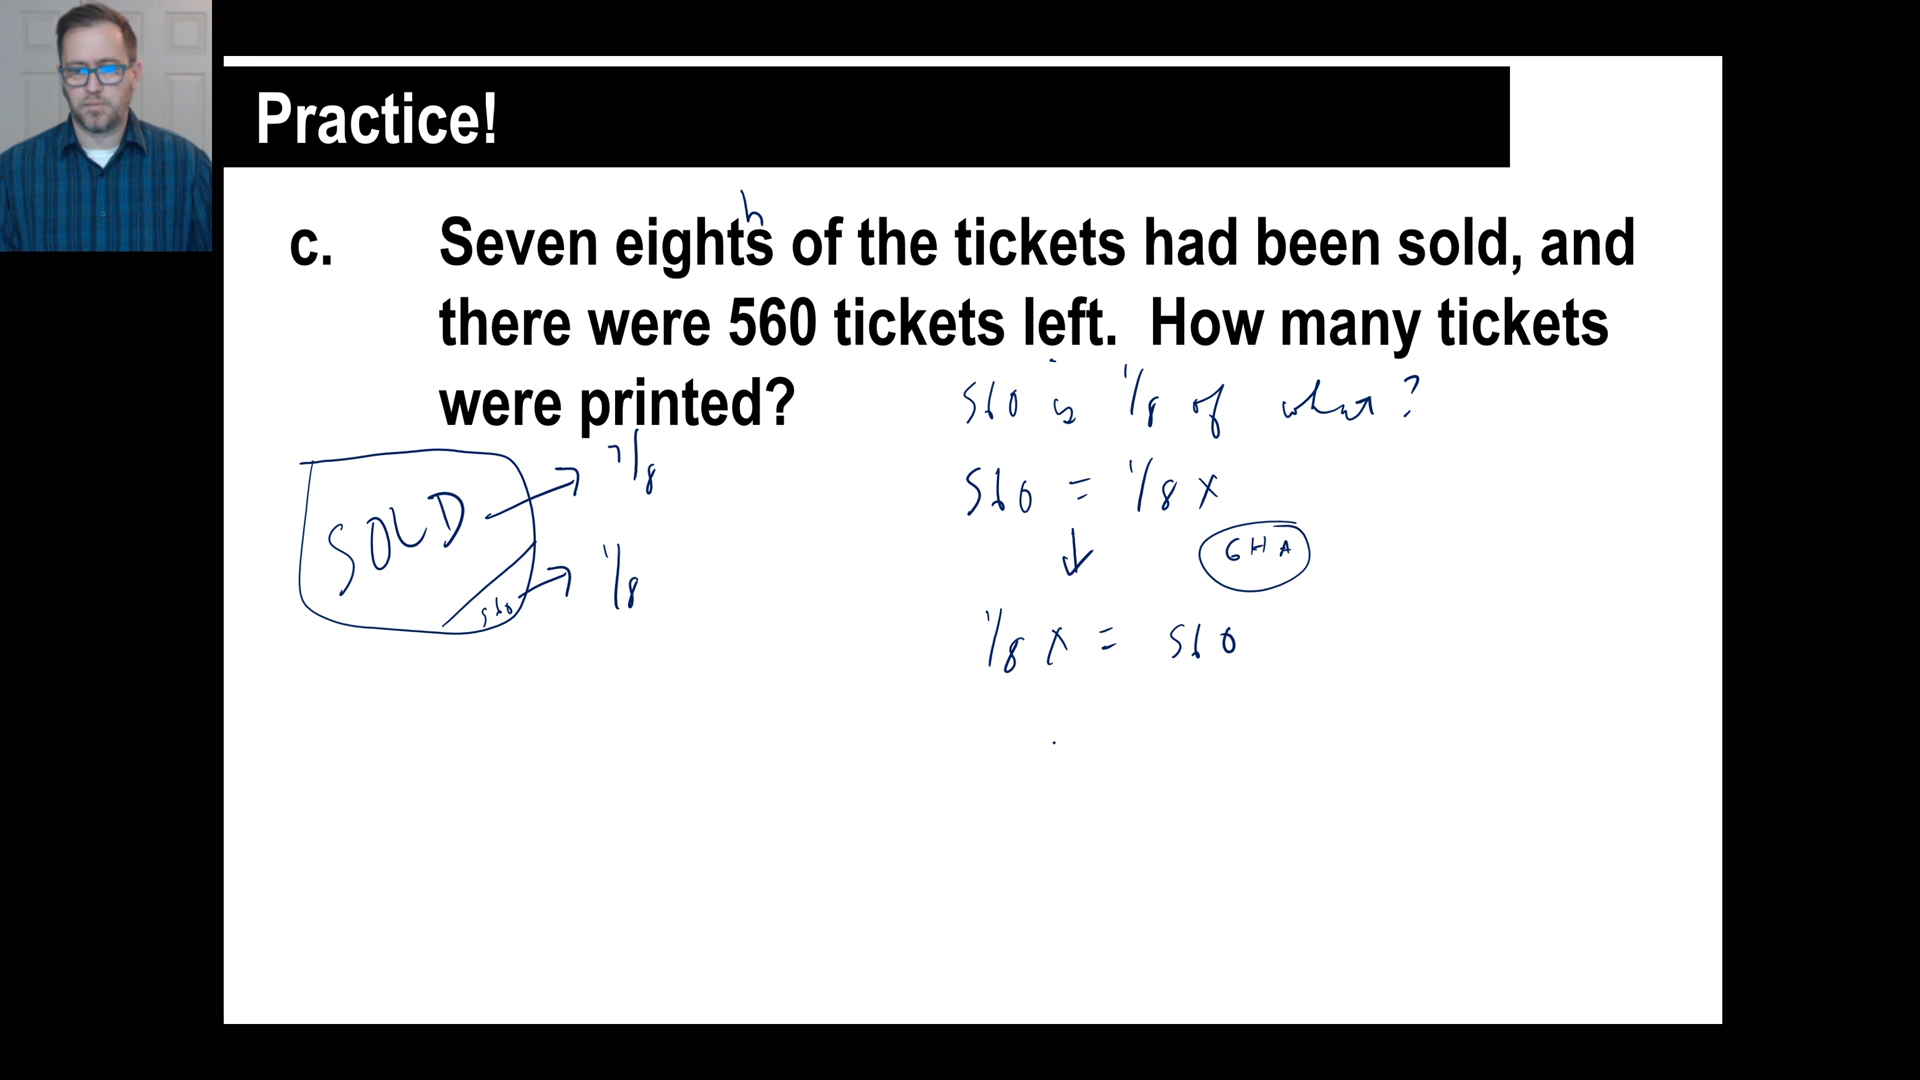 Practice!
h
c. Seven eights of the tickets had been sold, and
there were 560 tickets left. How many tickets
were printed?
560 is 1/8 of what?
7/8
560 = 1/8 x
SOLD
GHA
1/8
560
1/8 x = 560